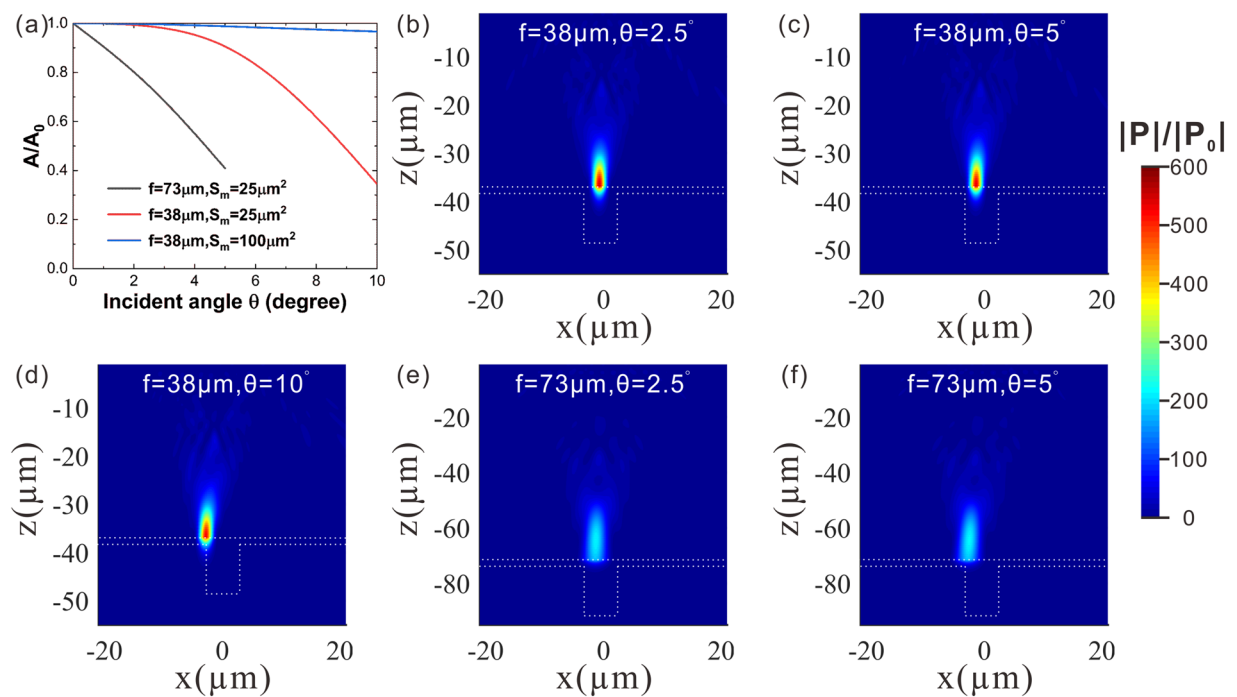 (a)
1.0
0.8
0.6
0.4
0.2
0.0
A/A₀
f=73μm,Sₘ=25μm²
f=38μm,Sₘ=25μm²
f=38μm,Sₘ=100μm²
0 2 4 6 8 10
Incident angle θ (degree)
(b)
f=38μm,θ=2.5°
-10
-20
-30
-40
-50
z(μm)
-20 0 20
x(μm)
(c)
f=38μm,θ=5°
-10
-20
-30
-40
-50
z(μm)
-20 0 20
x(μm)
|P|/|P₀|
600
500
400
300
200
100
0
(d)
f=38μm,θ=10°
-10
-20
-30
-40
-50
z(μm)
-20 0 20
x(μm)
(e)
f=73μm,θ=2.5°
-20
-40
-60
-80
z(μm)
-20 0 20
x(μm)
(f)
f=73μm,θ=5°
-20
-40
-60
-80
z(μm)
-20 0 20
x(μm)